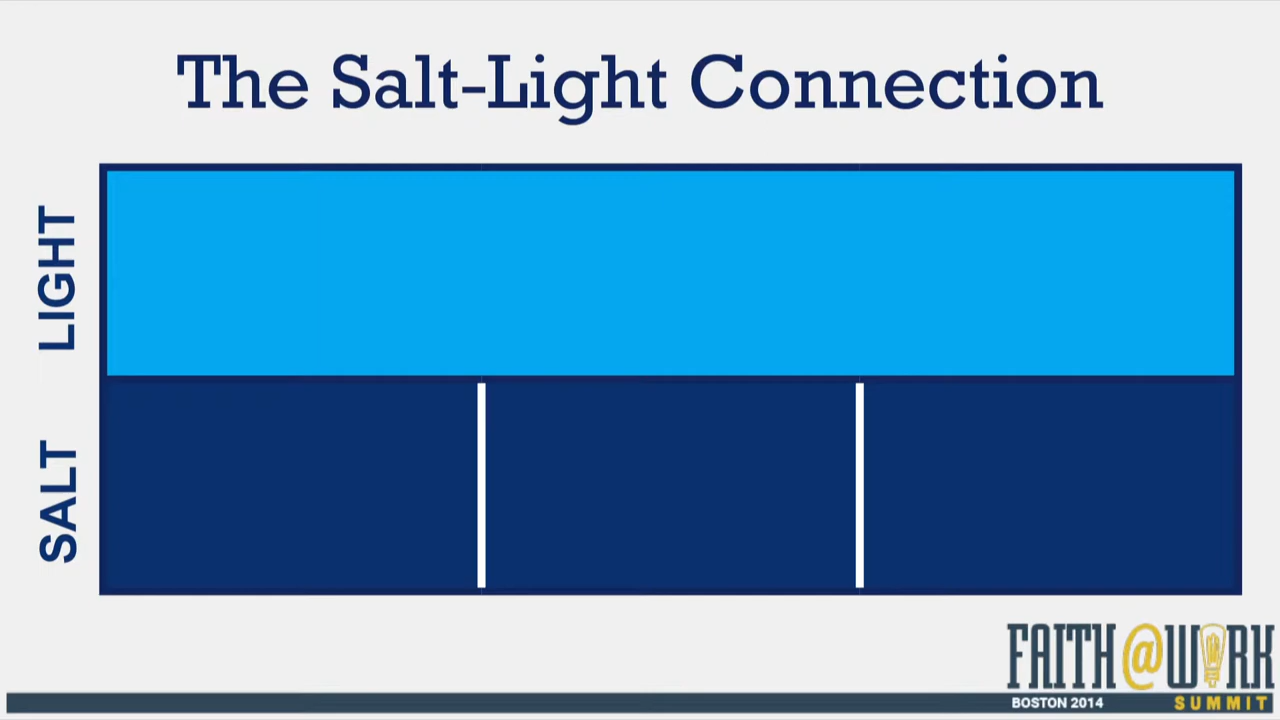 The Salt-Light Connection
LIGHT
SALT
FAITH@WORK
BOSTON 2014 SUMMIT